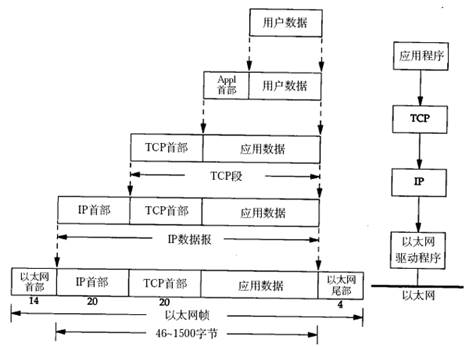 用户数据
应用程序
Appl
首部
用户数据
TCP
TCP首部
应用数据
TCP段
IP
IP首部
TCP首部
应用数据
IP数据报
以太网
驱动程序
以太网
首部
IP首部
TCP首部
应用数据
以太网
尾部
以太网
14
20
20
4
以太网帧
46~1500字节